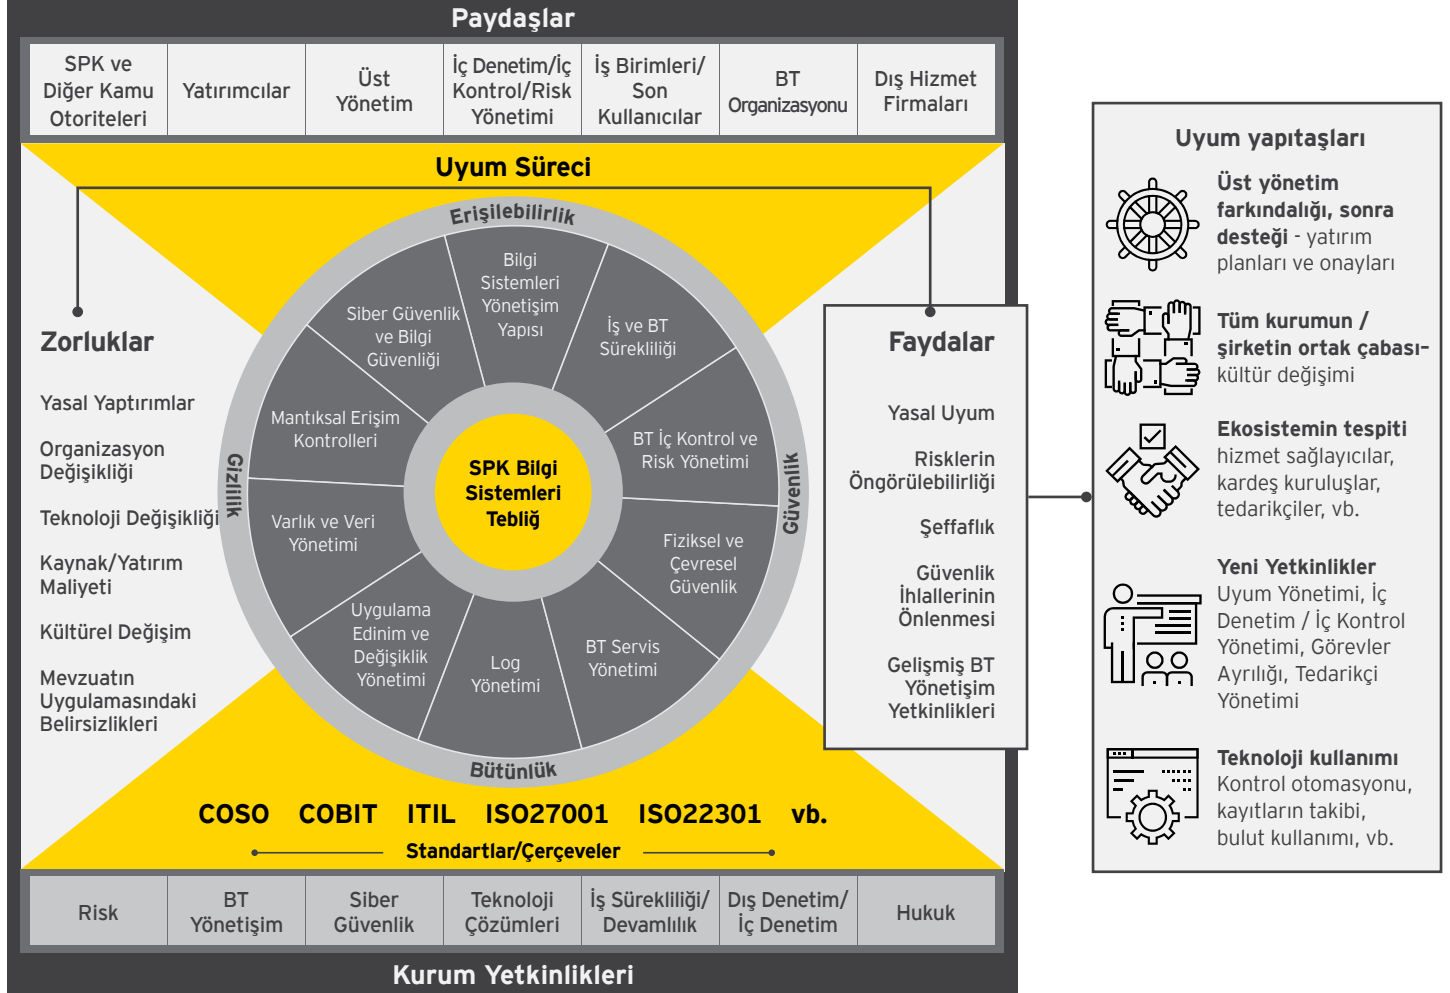 Paydaşlar
SPK ve
Diğer Kamu
Otoriteleri
Yatırımcılar
Üst
Yönetim
İç Denetim/İç
Kontrol/Risk
Yönetimi
İş Birimleri/
Son
Kullanıcılar
BT
Organizasyonu
Dış Hizmet
Firmaları
Uyum Süreci
Zorluklar
Yasal Yaptırımlar
Organizasyon
Değişikliği
Teknoloji Değişikliği
Kaynak/Yatırım
Maliyeti
Kültürel Değişim
Mevzuatın
Uygulamasındaki
Belirsizlikleri
Erişilebilirlik
Güvenlik
Bütünlük
Gizlilik
Bilgi
Sistemleri
Yönetişim
Yapısı
İş ve BT
Sürekliliği
BT İç Kontrol ve
Risk Yönetimi
Fiziksel ve
Çevresel
Güvenlik
BT Servis
Yönetimi
Log
Yönetimi
Uygulama
Edinim ve
Değişiklik
Yönetimi
Varlık ve Veri
Yönetimi
Mantıksal Erişim
Kontrolleri
Siber Güvenlik
ve Bilgi
Güvenliği
SPK Bilgi
Sistemleri
Tebliğ
Faydalar
Yasal Uyum
Risklerin
Öngörülebilirliği
Şeffaflık
Güvenlik
İhlallerinin
Önlenmesi
Gelişmiş BT
Yönetişim
Yetkinlikleri
COSO COBIT ITIL ISO27001 ISO22301 vb.
Standartlar/Çerçeveler
Risk
BT
Yönetişim
Siber
Güvenlik
Teknoloji
Çözümleri
İş Sürekliliği/
Devamlılık
Dış Denetim/
İç Denetim
Hukuk
Kurum Yetkinlikleri
Uyum yapıtaşları
Üst yönetim
farkındalığı, sonra
desteği - yatırım
planları ve onayları
Tüm kurumun /
şirketin ortak çabası–
kültür değişimi
Ekosistemin tespiti
hizmet sağlayıcılar,
kardeş kuruluşlar,
tedarikçiler, vb.
Yeni Yetkinlikler
Uyum Yönetimi, İç
Denetim / İç Kontrol
Yönetimi, Görevler
Ayrılığı, Tedarikçi
Yönetimi
Teknoloji kullanımı
Kontrol otomasyonu,
kayıtların takibi,
bulut kullanımı, vb.